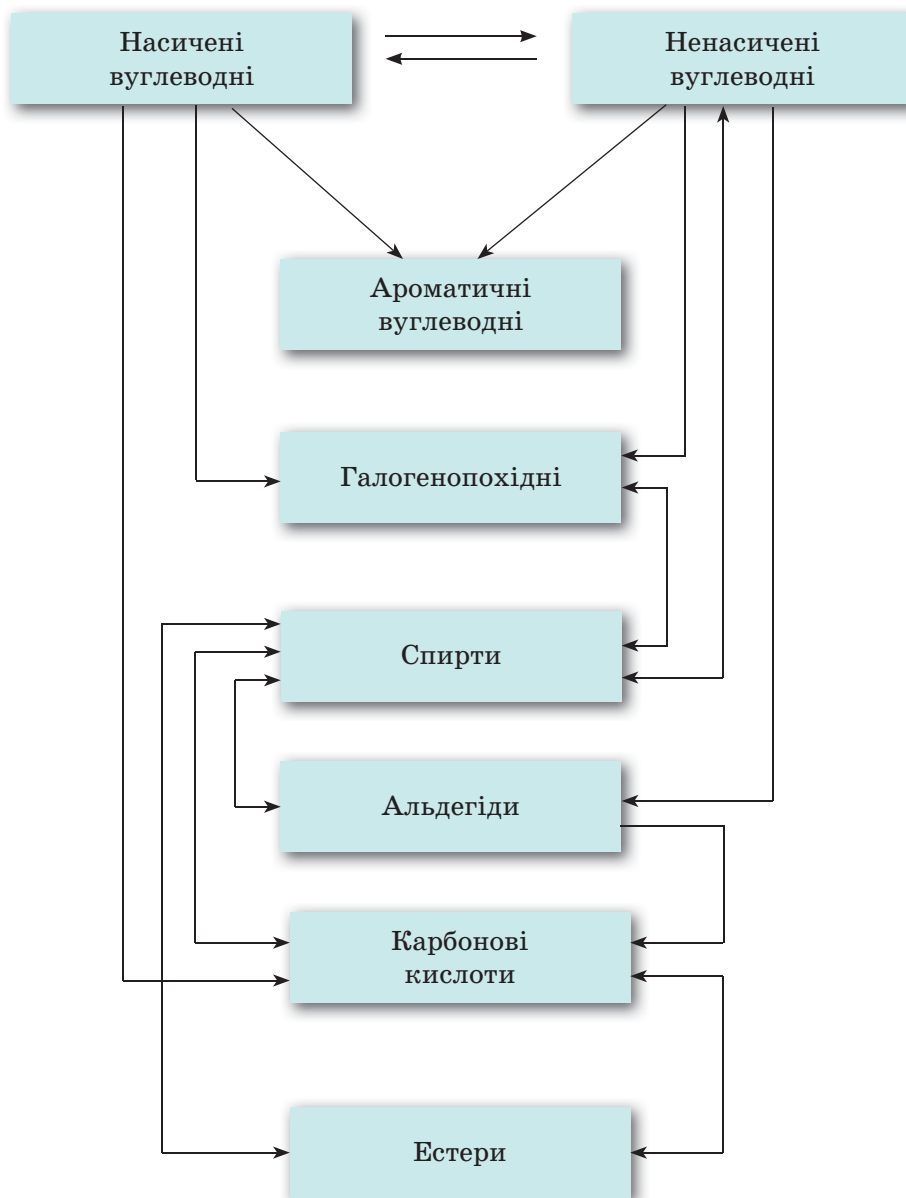 Насичені
вуглеводні
Ненасичені
вуглеводні
Ароматичні
вуглеводні
Галогенопохідні
Спирти
Альдегіди
Карбонові
кислоти
Естери